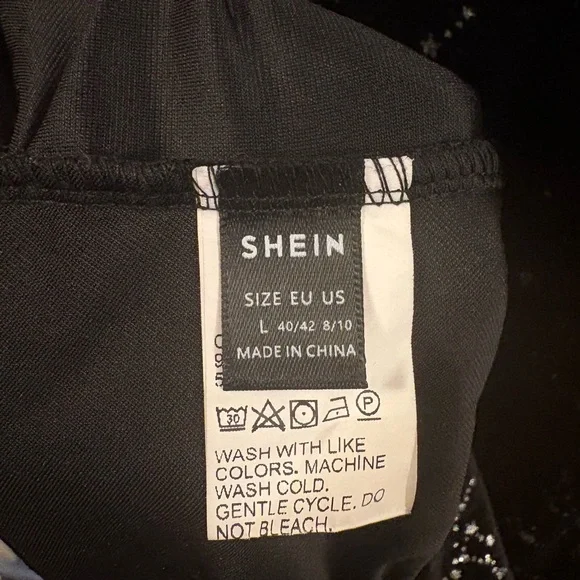 SHEIN
SIZE EU US
L 40/42 8/10
MADE IN CHINA
30
P
WASH WITH LIKE
COLORS. MACHINE
WASH COLD.
GENTLE CYCLE. DO
NOT BLEACH.